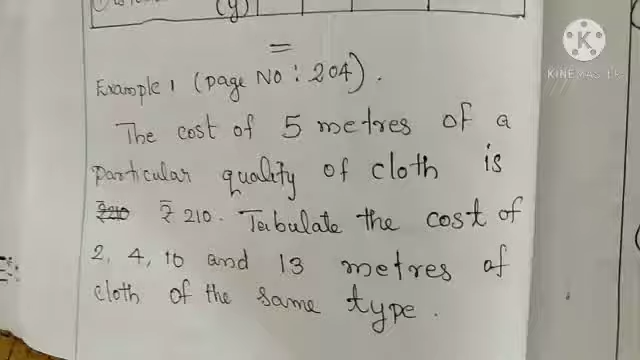 (y)
Example 1 (Page No : 204).
The cost of 5 metres of a
particular quality of cloth is
₹210 ₹ 210. Tabulate the cost of
2, 4, 10 and 13 metres of
cloth of the same type.
K
KINEMASTER